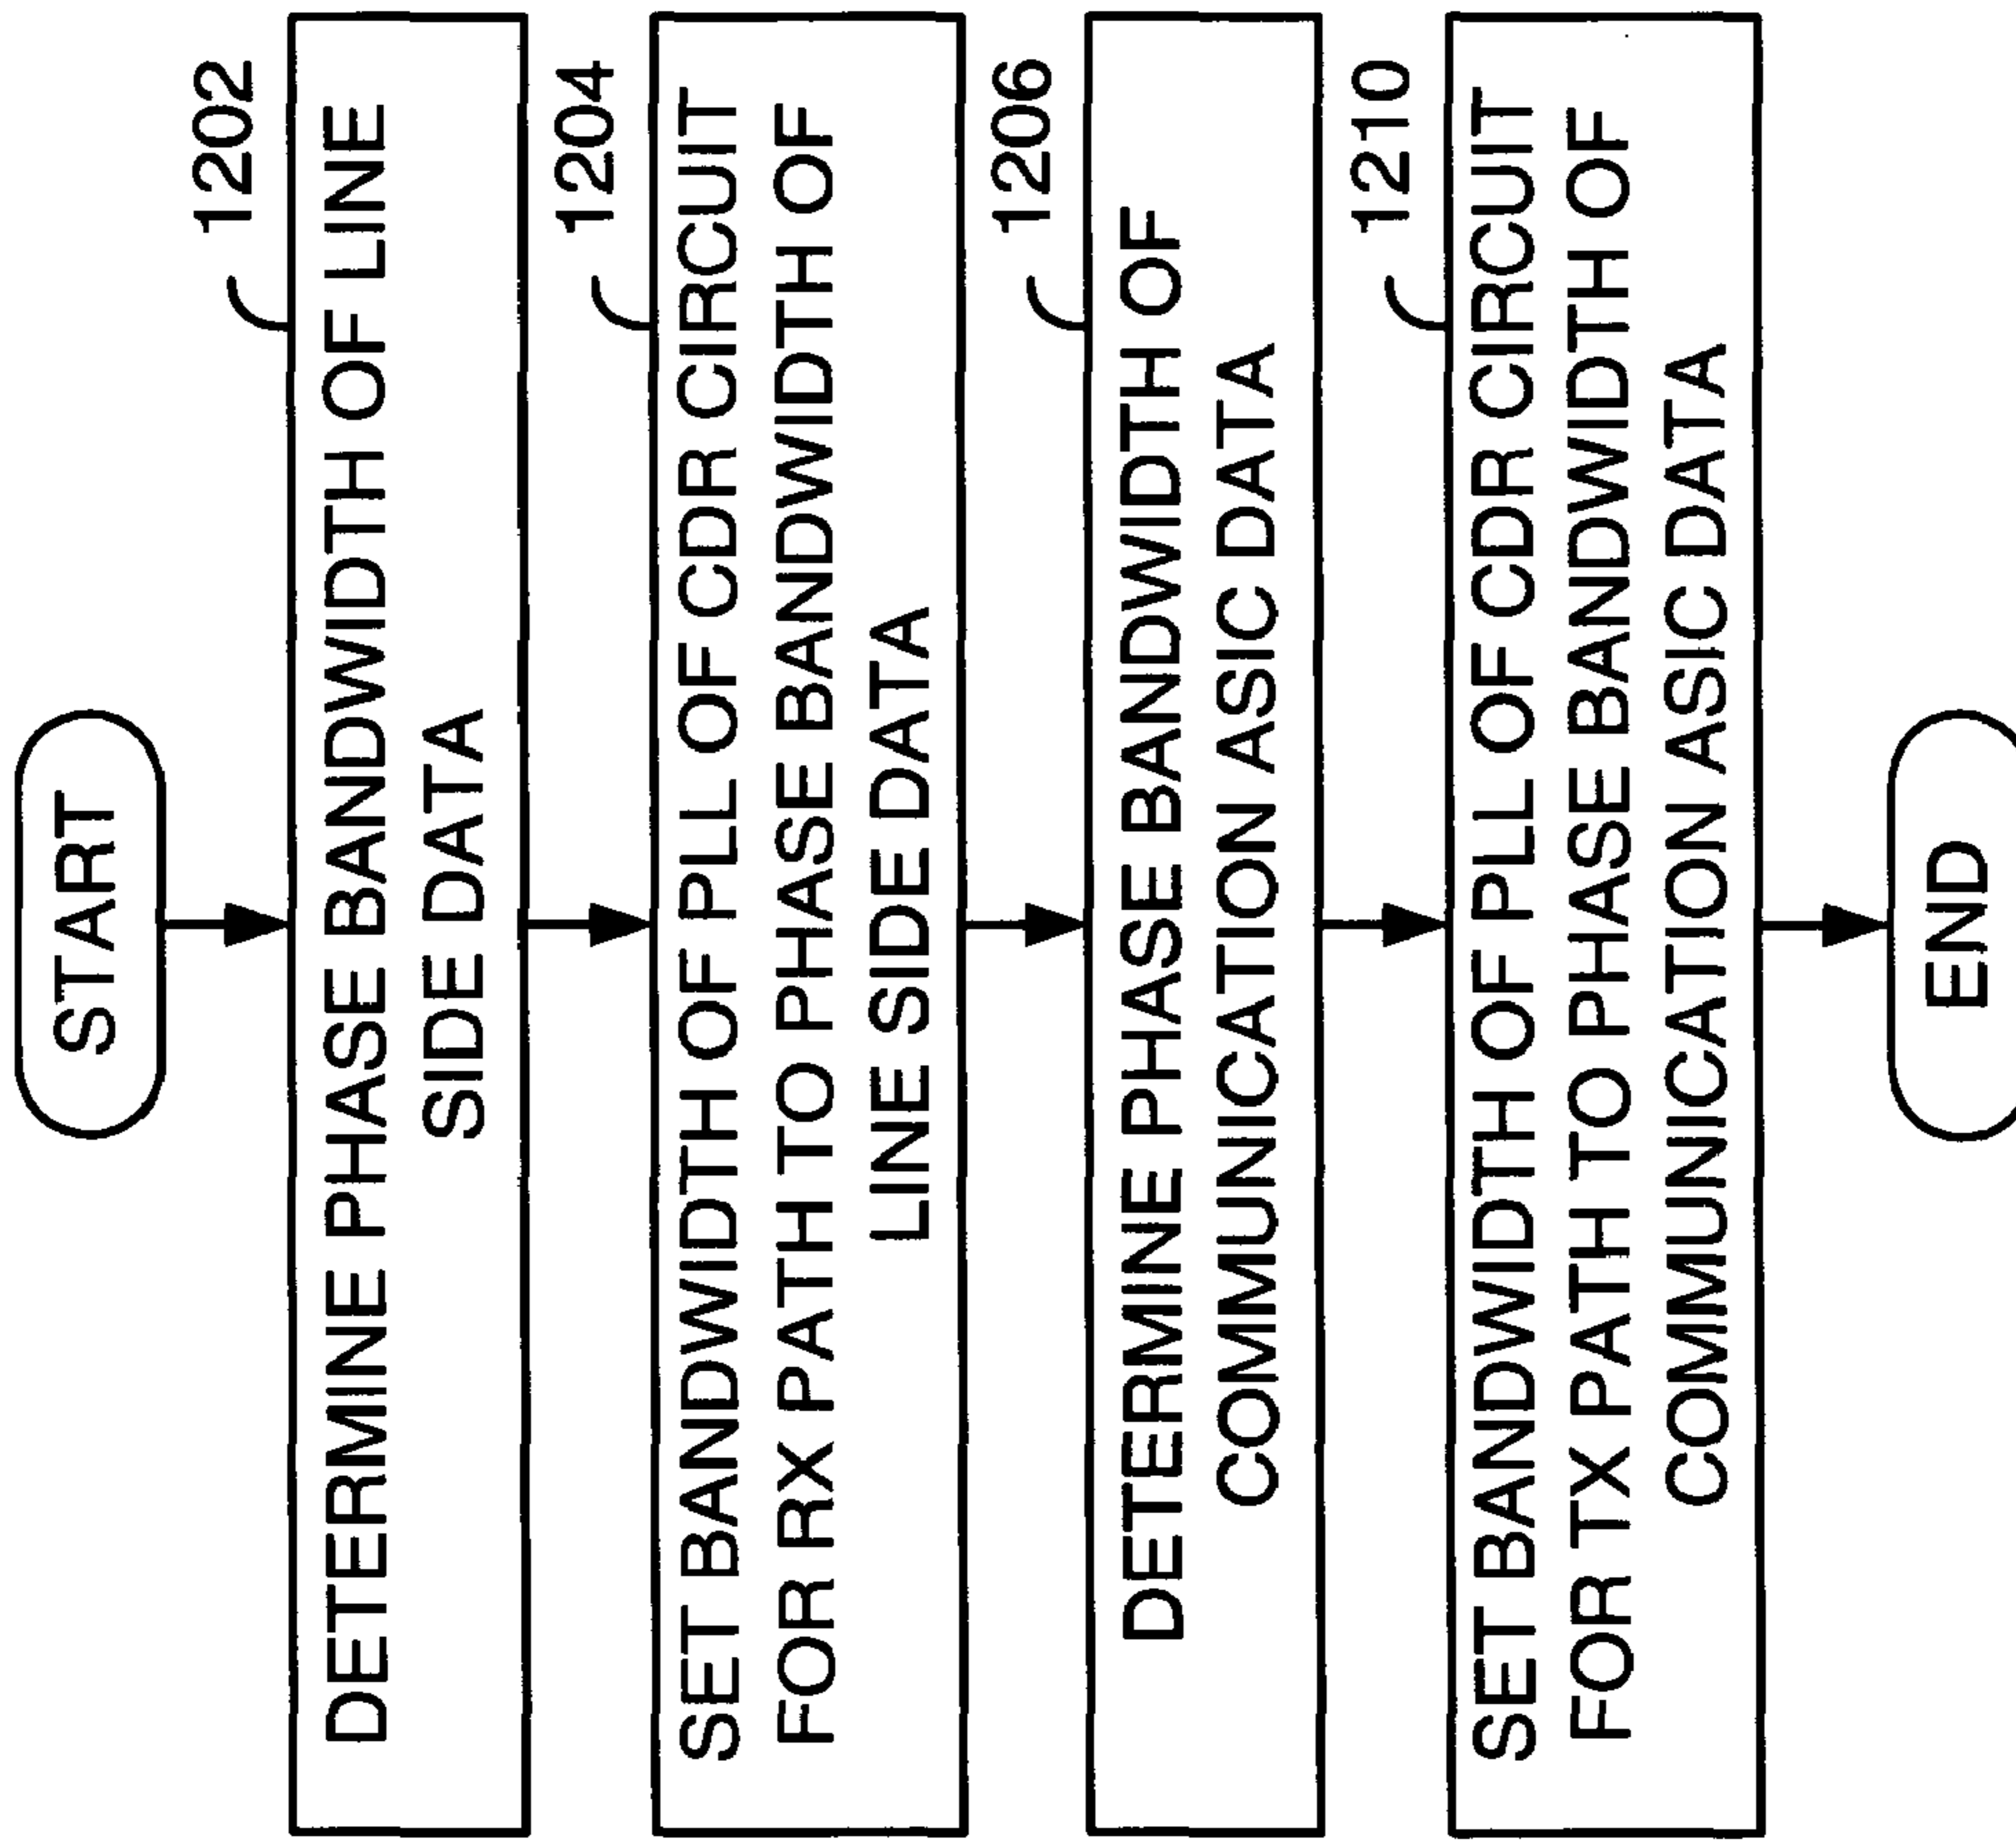 START
1202
DETERMINE PHASE BANDWIDTH OF LINE
SIDE DATA
1204
SET BANDWIDTH OF PLL OF CDR CIRCUIT
FOR RX PATH TO PHASE BANDWIDTH OF
LINE SIDE DATA
1206
DETERMINE PHASE BANDWIDTH OF
COMMUNICATION ASIC DATA
1210
SET BANDWIDTH OF PLL OF CDR CIRCUIT
FOR TX PATH TO PHASE BANDWIDTH OF
COMMUNICATION ASIC DATA
END